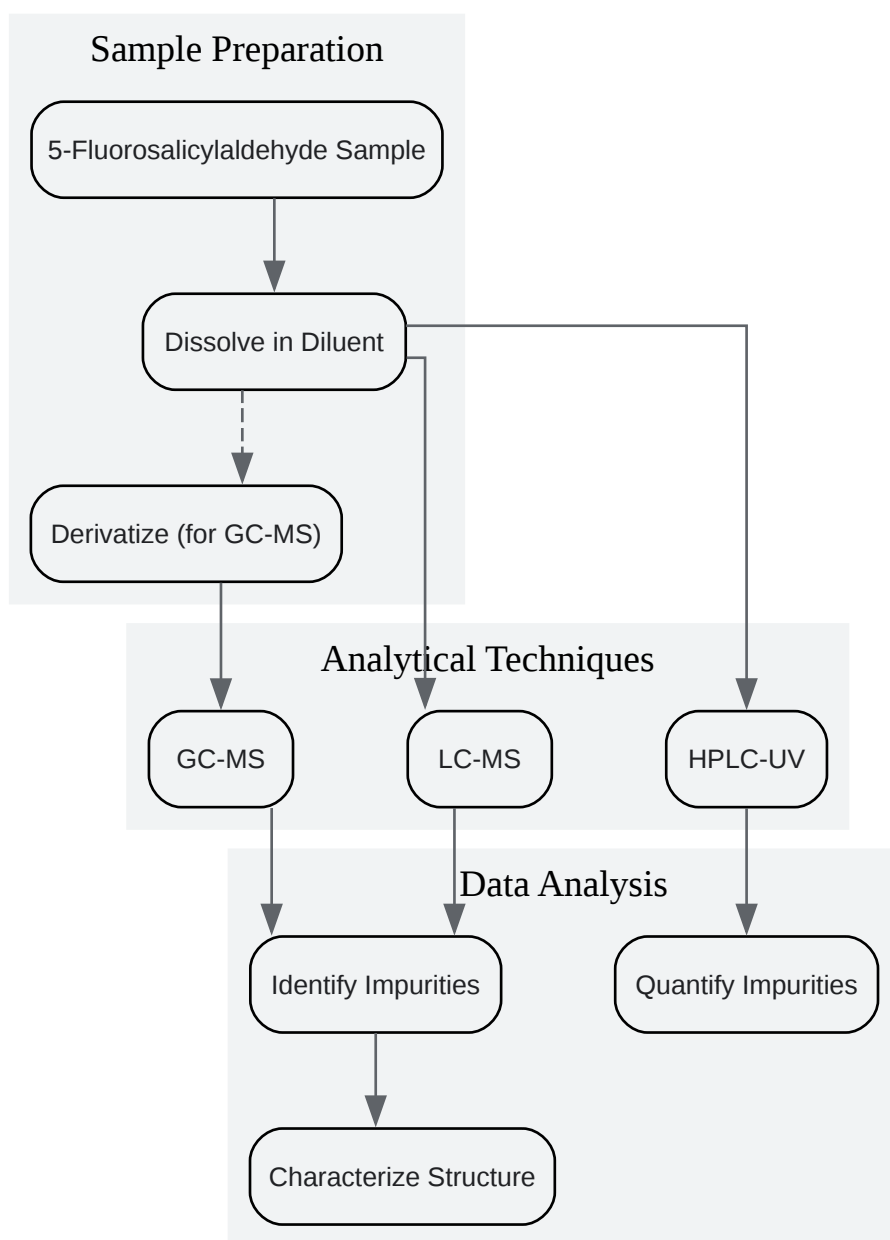 Sample Preparation
5-Fluorosalicylaldehyde Sample
Dissolve in Diluent
Derivatize (for GC-MS)
Analytical Techniques
GC-MS
LC-MS
HPLC-UV
Data Analysis
Identify Impurities
Quantify Impurities
Characterize Structure